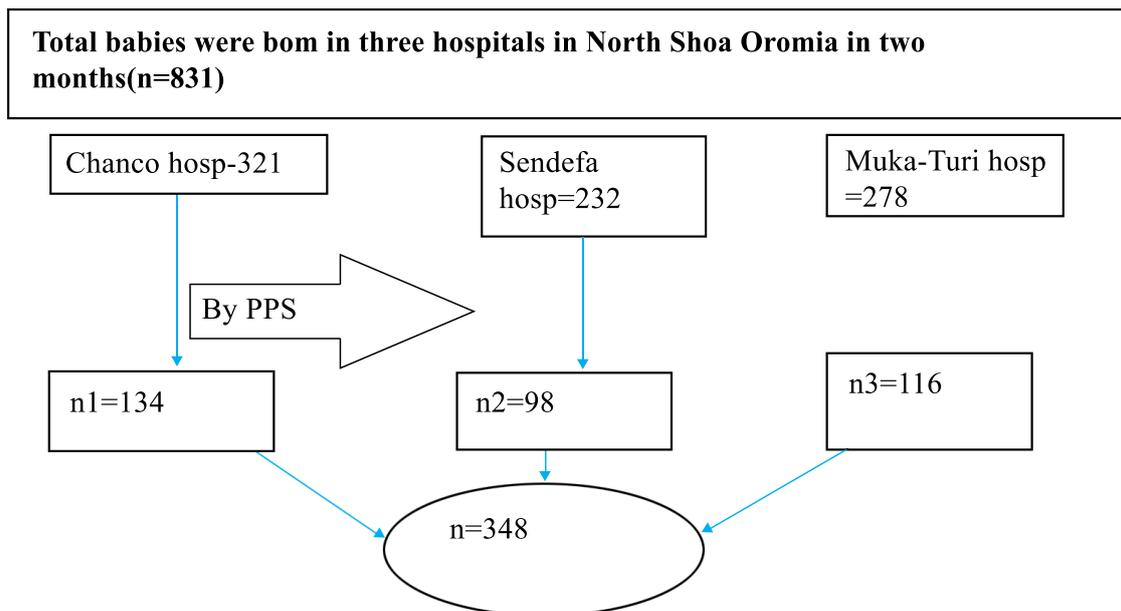 Total babies were bom in three hospitals in North Shoa Oromia in two
months(n=831)
Chanco hosp-321
Sendefa
hosp=232
Muka-Turi hosp
=278
By PPS
n1=134
n2=98
n3=116
n=348